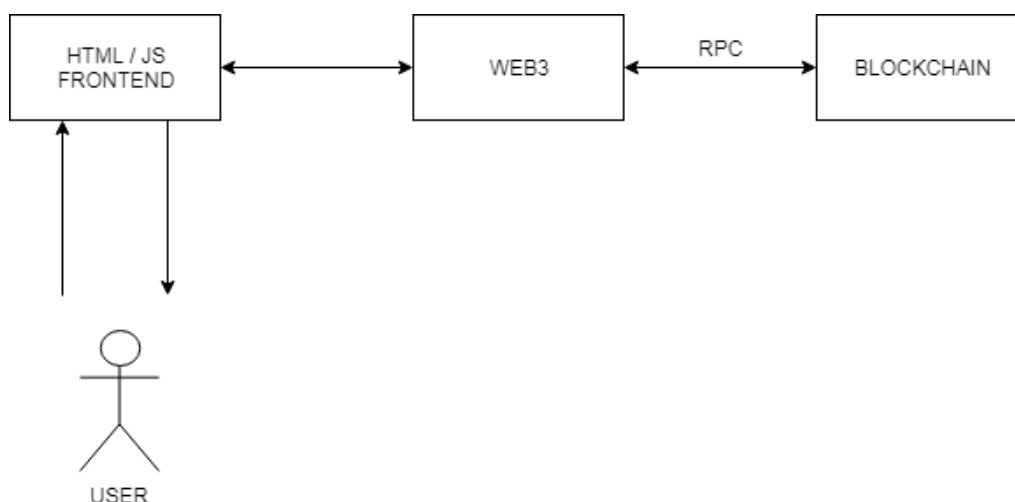 HTML / JS
FRONTEND
WEB3
RPC
BLOCKCHAIN
USER